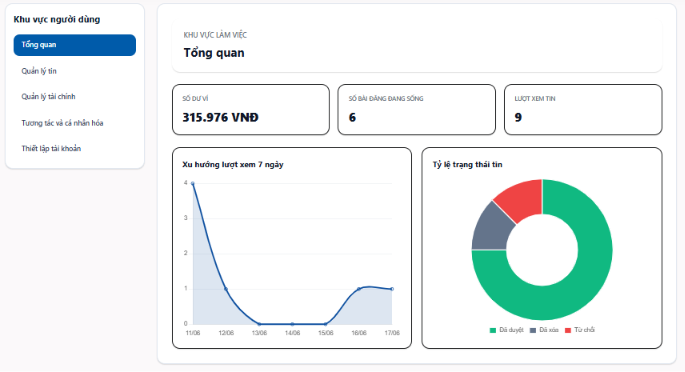 Khu vực người dùng
Tổng quan
Quản lý tin
Quản lý tài chính
Tương tác và cá nhân hóa
Thiết lập tài khoản
KHU VỰC LÀM VIỆC
Tổng quan
SỐ DƯ VÍ
315.976 VNĐ
SỐ BÀI ĐĂNG ĐANG SỐNG
6
LƯỢT XEM TIN
9
Xu hướng lượt xem 7 ngày
4
3
2
1
0
11/06 12/06 13/06 14/06 15/06 16/06 17/06
Tỷ lệ trạng thái tin
Đã duyệt Đã xóa Từ chối